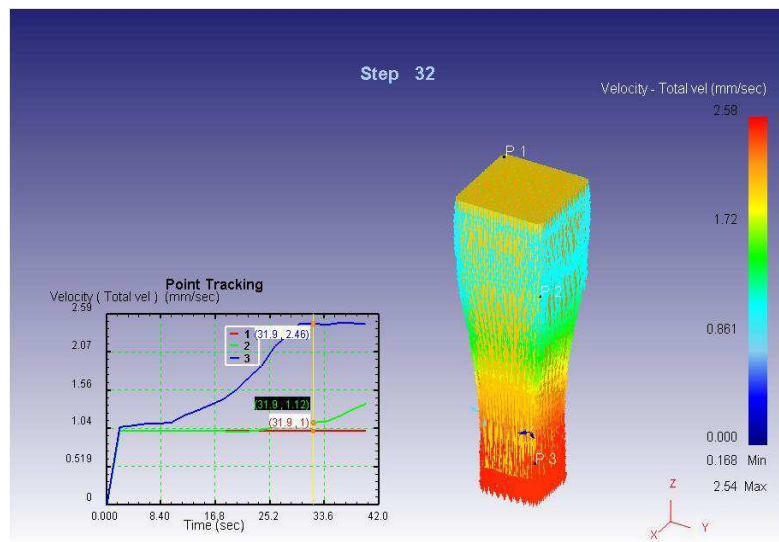 Step 32
Velocity - Total vel (mm/sec)
2.58
1.72
0.861
0.000
0.168 Min
2.54 Max
P 1
P 2
P 3
Z
X
Y
Point Tracking
Velocity ( Total vel ) (mm/sec)
2.59
2.07
1.56
1.04
0.519
0
1
2
3
(31.9 , 2.46)
(31.9 , 1.12)
(31.9 , 1)
0.000
8.40
16.8
25.2
33.6
42.0
Time (sec)